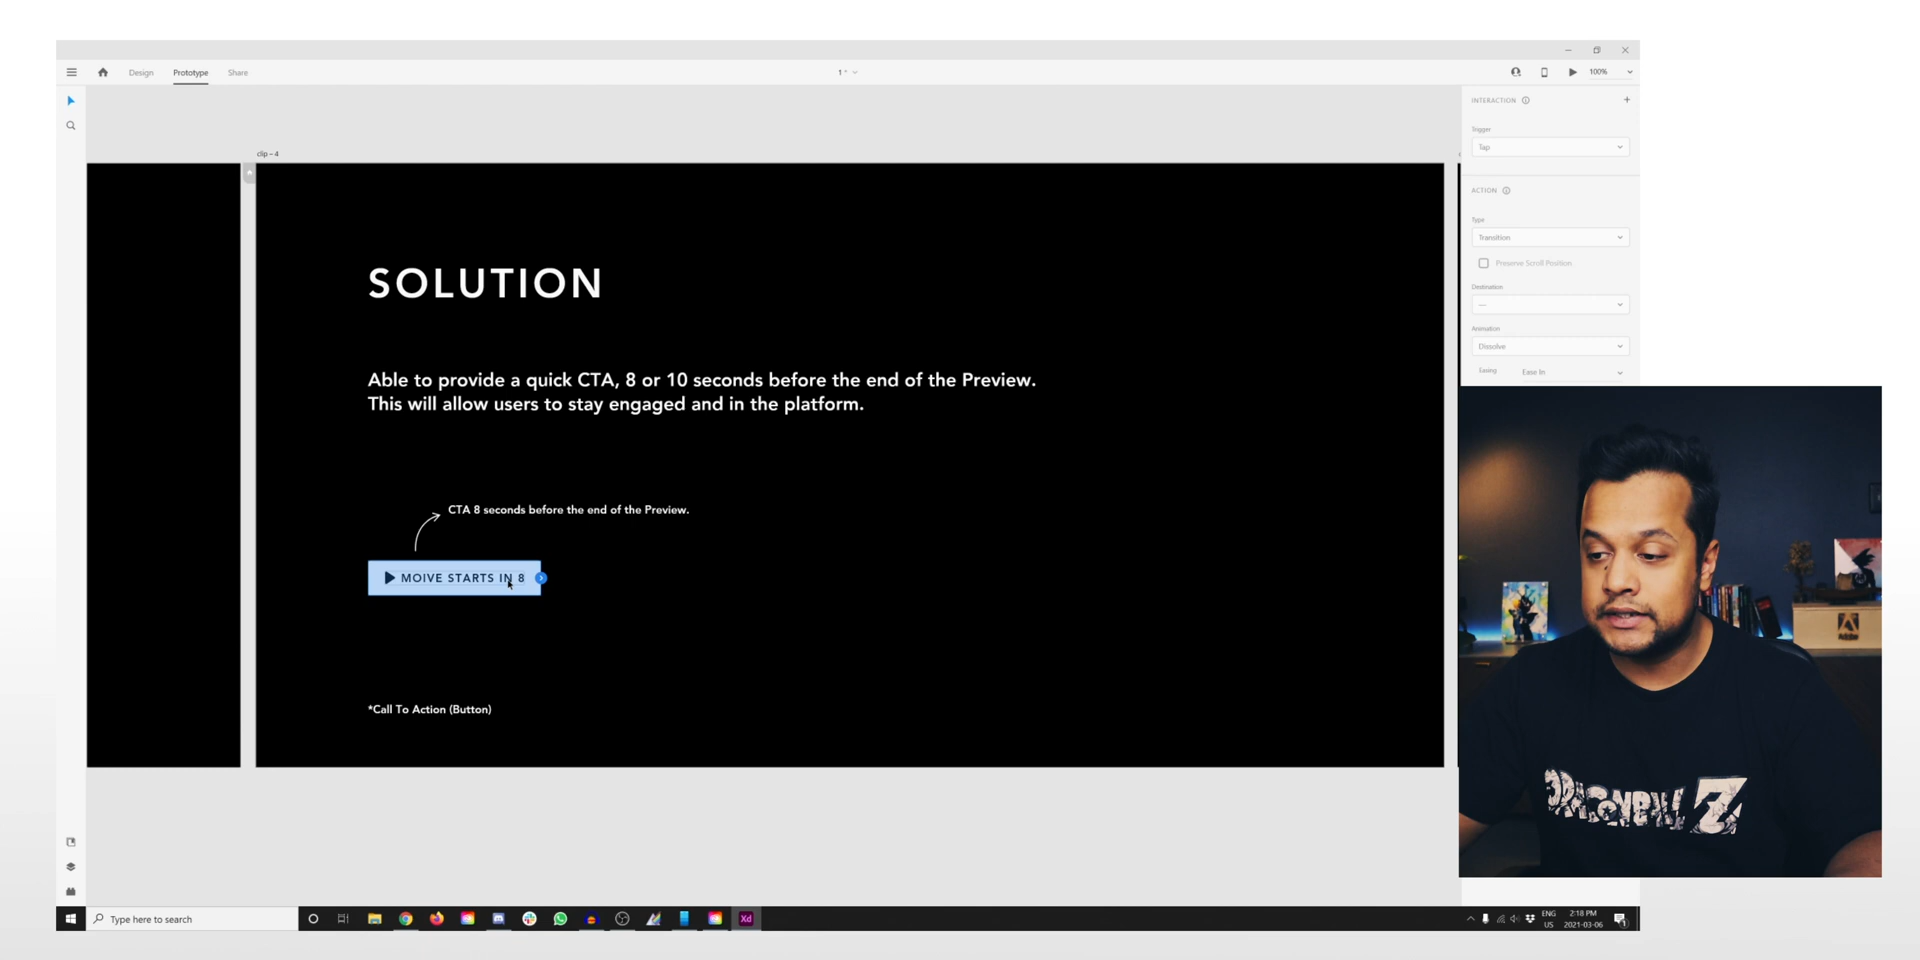 Design Prototype Share
1
100%
INTERACTION
Trigger
Tap
ACTION
Type
Transition
Preserve Scroll Position
Destination
Animation
Dissolve
Easing Ease In
clip – 4
SOLUTION
Able to provide a quick CTA, 8 or 10 seconds before the end of the Preview.
This will allow users to stay engaged and in the platform.
CTA 8 seconds before the end of the Preview.
MOIVE STARTS IN 8
*Call To Action (Button)
DRAGONBALL Z
Adobe
Type here to search
Xd
ENG
US
2:18 PM
2021-03-06